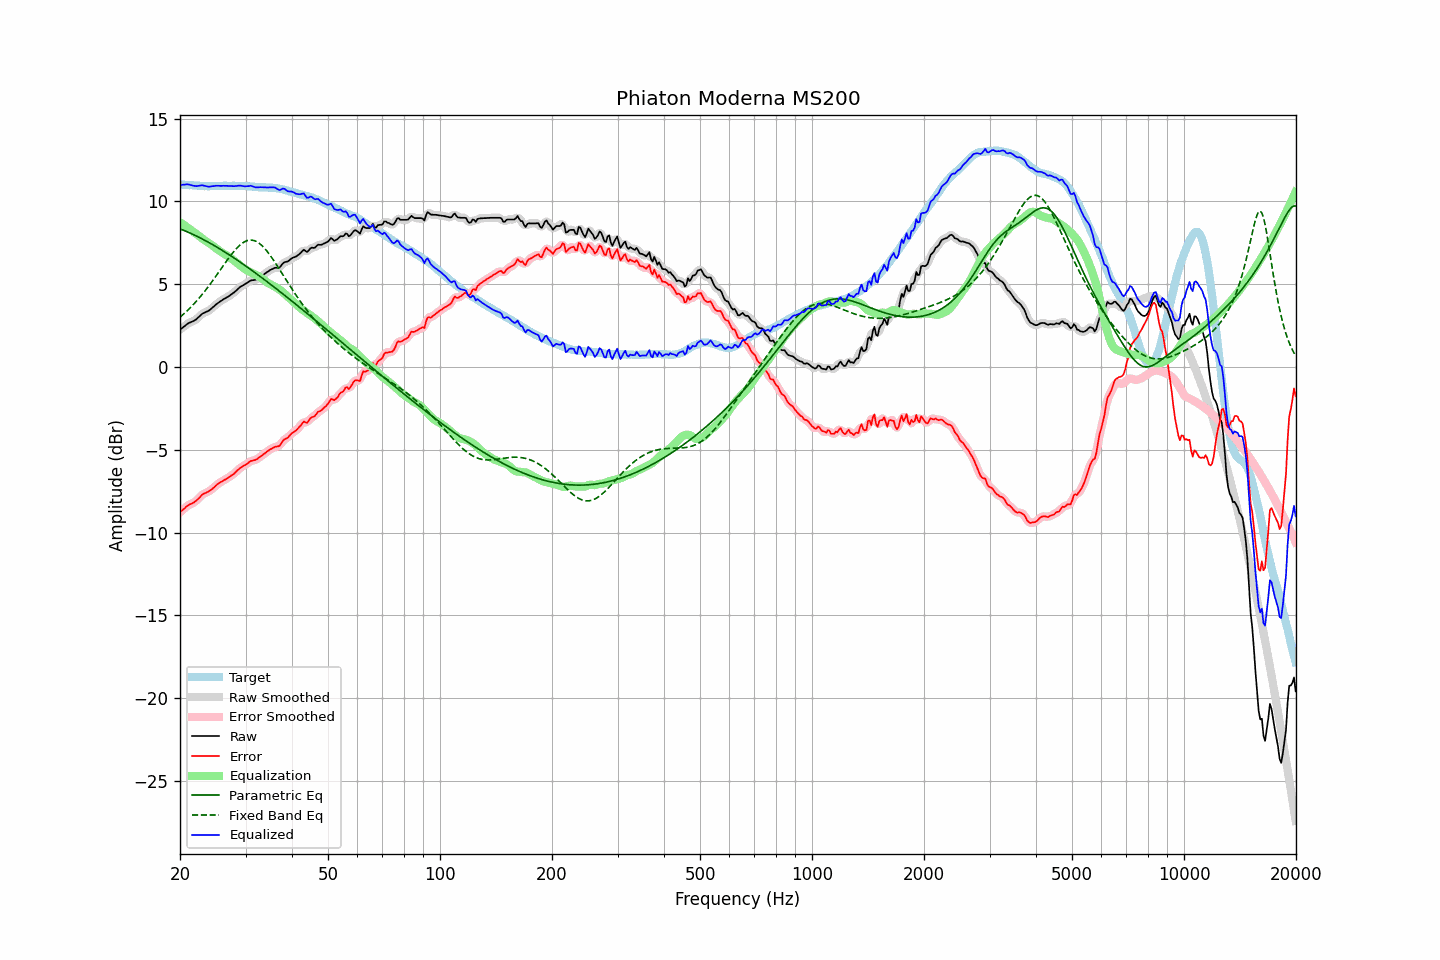 Phiaton Moderna MS200
15
10
5
0
−5
−10
−15
−20
−25
Amplitude (dBr)
Target
Raw Smoothed
Error Smoothed
Raw
Error
Equalization
Parametric Eq
Fixed Band Eq
Equalized
20 50 100 200 500 1000 2000 5000 10000 20000
Frequency (Hz)